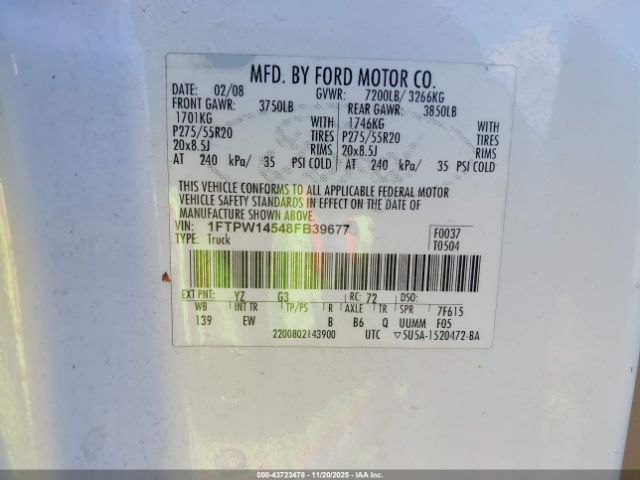 MFD. BY FORD MOTOR CO.
DATE: 02/08 GVWR: 7200LB/ 3266KG
FRONT GAWR: 3750LB REAR GAWR: 3850LB
1701KG WITH 1746KG WITH
P275/55R20 TIRES P275/55R20 TIRES
20x8.5J RIMS 20x8.5J RIMS
AT 240 kPa/ 35 PSI COLD AT 240 kPa/ 35 PSI COLD
THIS VEHICLE CONFORMS TO ALL APPLICABLE FEDERAL MOTOR
VEHICLE SAFETY STANDARDS IN EFFECT ON THE DATE OF
MANUFACTURE SHOWN ABOVE.
VIN: 1FTPW14548FB39677 F0037
TYPE: Truck T0504
EXT PNT: YZ G3 RC: 72 DSO:
WB INT TR TP/PS R AXLE TR SPR 7F615
139 EW B B6 Q UUMM F05
2200802143900 UTC ▽5U5A-1520472-BA
000-43723478 - 11/20/2025 - IAAI.COM